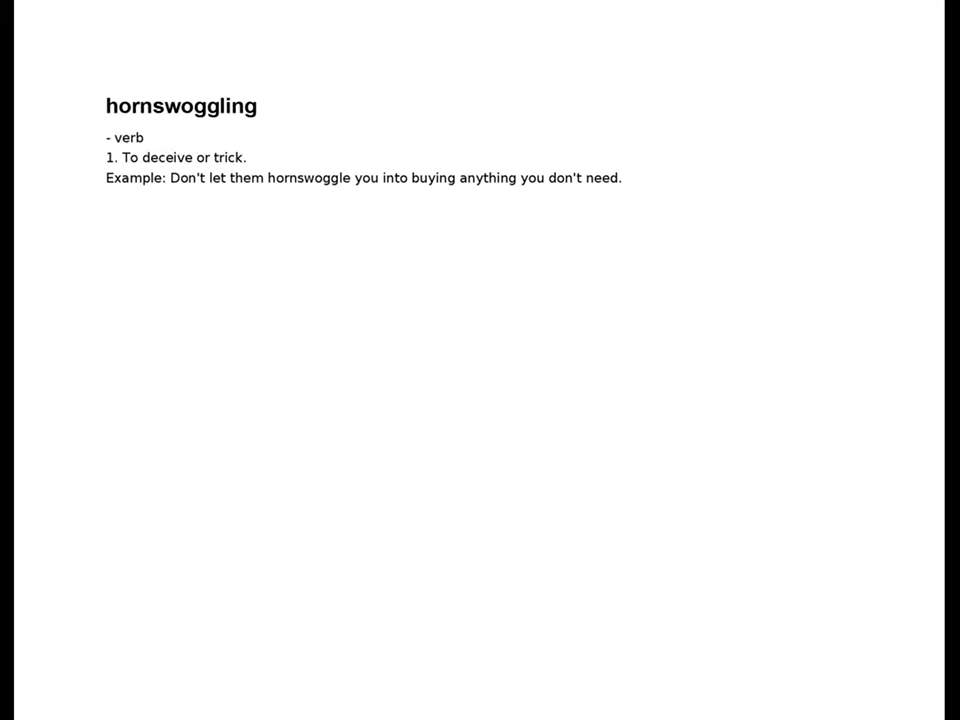 hornswoggling
- verb
1. To deceive or trick.
Example: Don't let them hornswoggle you into buying anything you don't need.